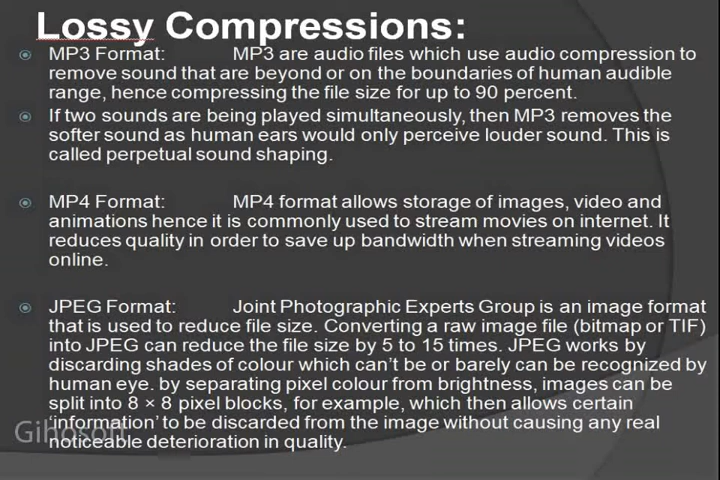 Lossy Compressions:
MP3 Format: MP3 are audio files which use audio compression to
remove sound that are beyond or on the boundaries of human audible
range, hence compressing the file size for up to 90 percent.
If two sounds are being played simultaneously, then MP3 removes the
softer sound as human ears would only perceive louder sound. This is
called perpetual sound shaping.
MP4 Format: MP4 format allows storage of images, video and
animations hence it is commonly used to stream movies on internet. It
reduces quality in order to save up bandwidth when streaming videos
online.
JPEG Format: Joint Photographic Experts Group is an image format
that is used to reduce file size. Converting a raw image file (bitmap or TIF)
into JPEG can reduce the file size by 5 to 15 times. JPEG works by
discarding shades of colour which can’t be or barely can be recognized by
human eye. by separating pixel colour from brightness, images can be
split into 8 × 8 pixel blocks, for example, which then allows certain
‘information’ to be discarded from the image without causing any real
noticeable deterioration in quality.
Gihosoft